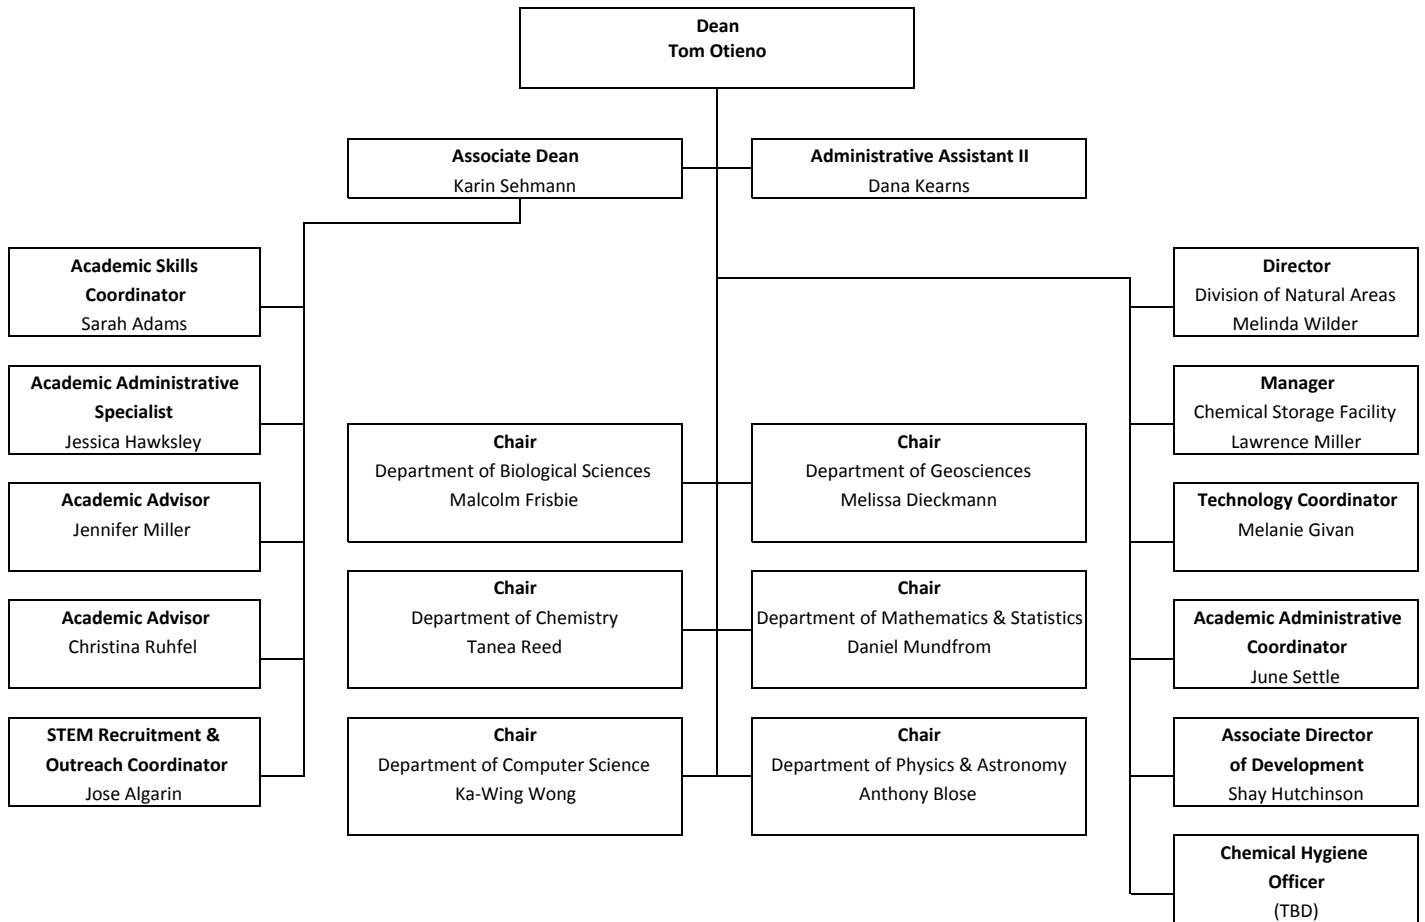 Dean
Tom Otieno
Associate Dean
Karin Sehmann
Administrative Assistant II
Dana Kearns
Academic Skills
Coordinator
Sarah Adams
Academic Administrative
Specialist
Jessica Hawksley
Academic Advisor
Jennifer Miller
Academic Advisor
Christina Ruhfel
STEM Recruitment &
Outreach Coordinator
Jose Algarin
Chair
Department of Biological Sciences
Malcolm Frisbie
Chair
Department of Chemistry
Tanea Reed
Chair
Department of Computer Science
Ka-Wing Wong
Chair
Department of Geosciences
Melissa Dieckmann
Chair
Department of Mathematics & Statistics
Daniel Mundfrom
Chair
Department of Physics & Astronomy
Anthony Blose
Director
Division of Natural Areas
Melinda Wilder
Manager
Chemical Storage Facility
Lawrence Miller
Technology Coordinator
Melanie Givan
Academic Administrative
Coordinator
June Settle
Associate Director
of Development
Shay Hutchinson
Chemical Hygiene
Officer
(TBD)